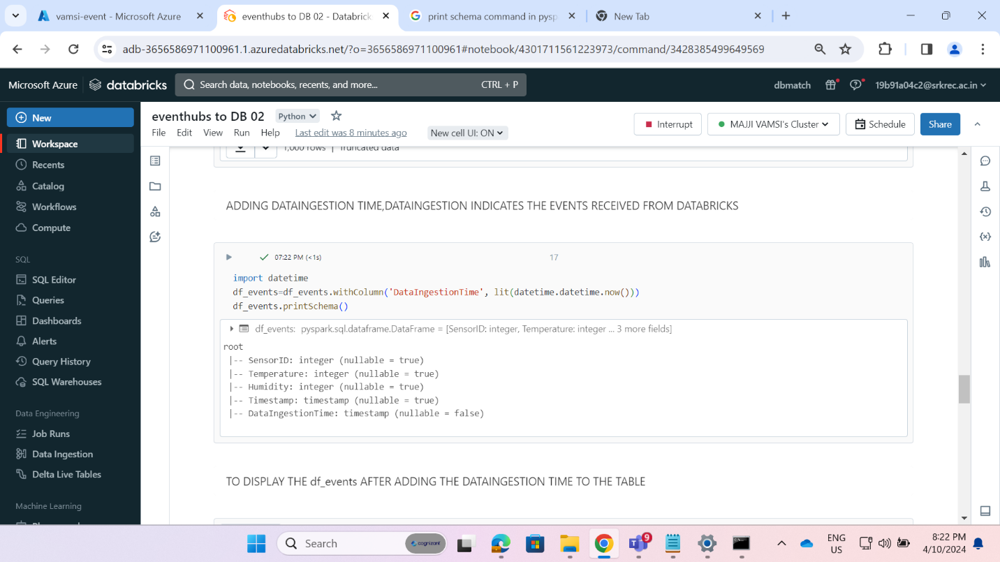 vamsi-event - Microsoft Azure
eventhubs to DB 02 - Databrick
print schema command in pysp
New Tab
adb-3656586971100961.1.azuredatabricks.net/?o=3656586971100961#notebook/4301711561223973/command/3428385499649569
Microsoft Azure
databricks
Search data, notebooks, recents, and more...
CTRL + P
dbmatch
19b91a04c2@srkrec.ac.in
New
Workspace
Recents
Catalog
Workflows
Compute
SQL
SQL Editor
Queries
Dashboards
Alerts
Query History
SQL Warehouses
Data Engineering
Job Runs
Data Ingestion
Delta Live Tables
Machine Learning
eventhubs to DB 02
Python
File Edit View Run Help Last edit was 8 minutes ago New cell UI: ON
Interrupt
MAJJI VAMSI's Cluster
Schedule
Share
1,000 rows | Truncated data
ADDING DATAINGESTION TIME,DATAINGESTION INDICATES THE EVENTS RECEIVED FROM DATABRICKS
07:22 PM (<1s)
17
import datetime
df_events=df_events.withColumn('DataIngestionTime', lit(datetime.datetime.now()))
df_events.printSchema()
df_events: pyspark.sql.dataframe.DataFrame = [SensorID: integer, Temperature: integer ... 3 more fields]
root
|-- SensorID: integer (nullable = true)
|-- Temperature: integer (nullable = true)
|-- Humidity: integer (nullable = true)
|-- Timestamp: timestamp (nullable = true)
|-- DataIngestionTime: timestamp (nullable = false)
TO DISPLAY THE df_events AFTER ADDING THE DATAINGESTION TIME TO THE TABLE
Search
cognizant
9
ENG
US
8:22 PM
4/10/2024